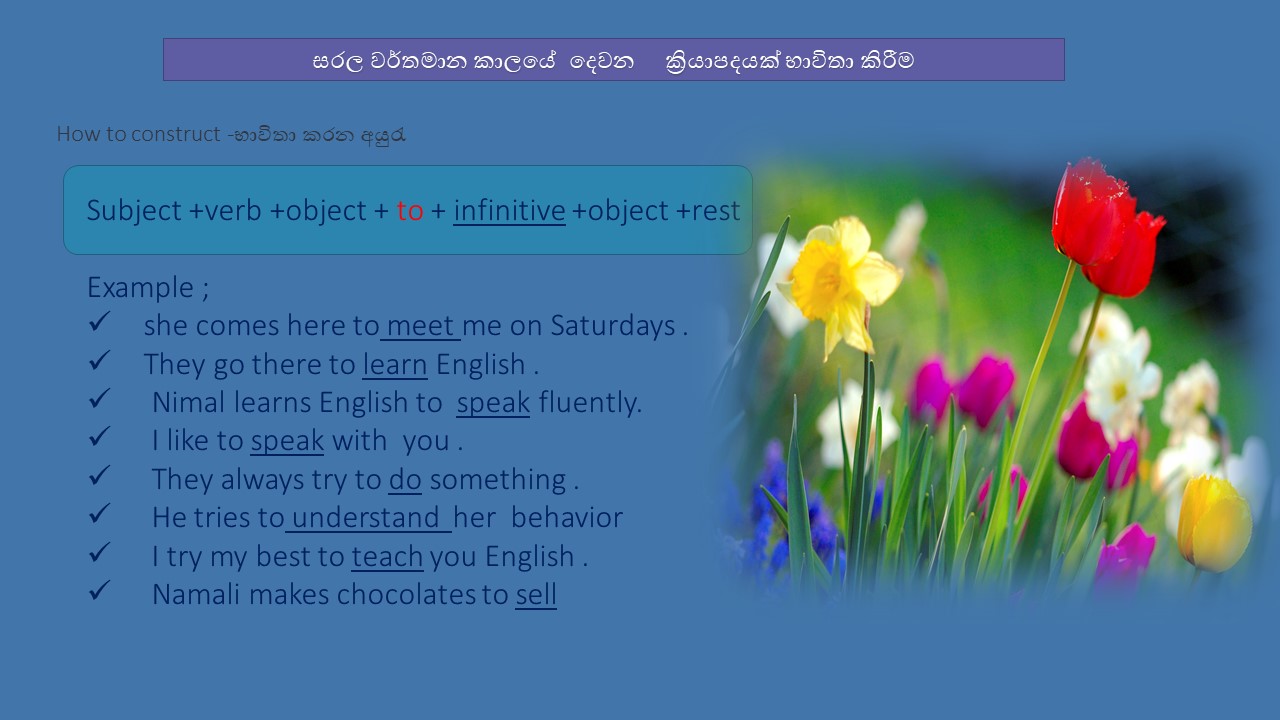 සරල වර්තමාන කාලයේ දෙවන ක්‍රියාපදයක් භාවිතා කිරීම
How to construct -භාවිතා කරන අයුරු
Subject +verb +object + to + infinitive +object +rest
Example ;
✓ she comes here to meet me on Saturdays .
✓ They go there to learn English .
✓ Nimal learns English to speak fluently.
✓ I like to speak with you .
✓ They always try to do something .
✓ He tries to understand her behavior
✓ I try my best to teach you English .
✓ Namali makes chocolates to sell